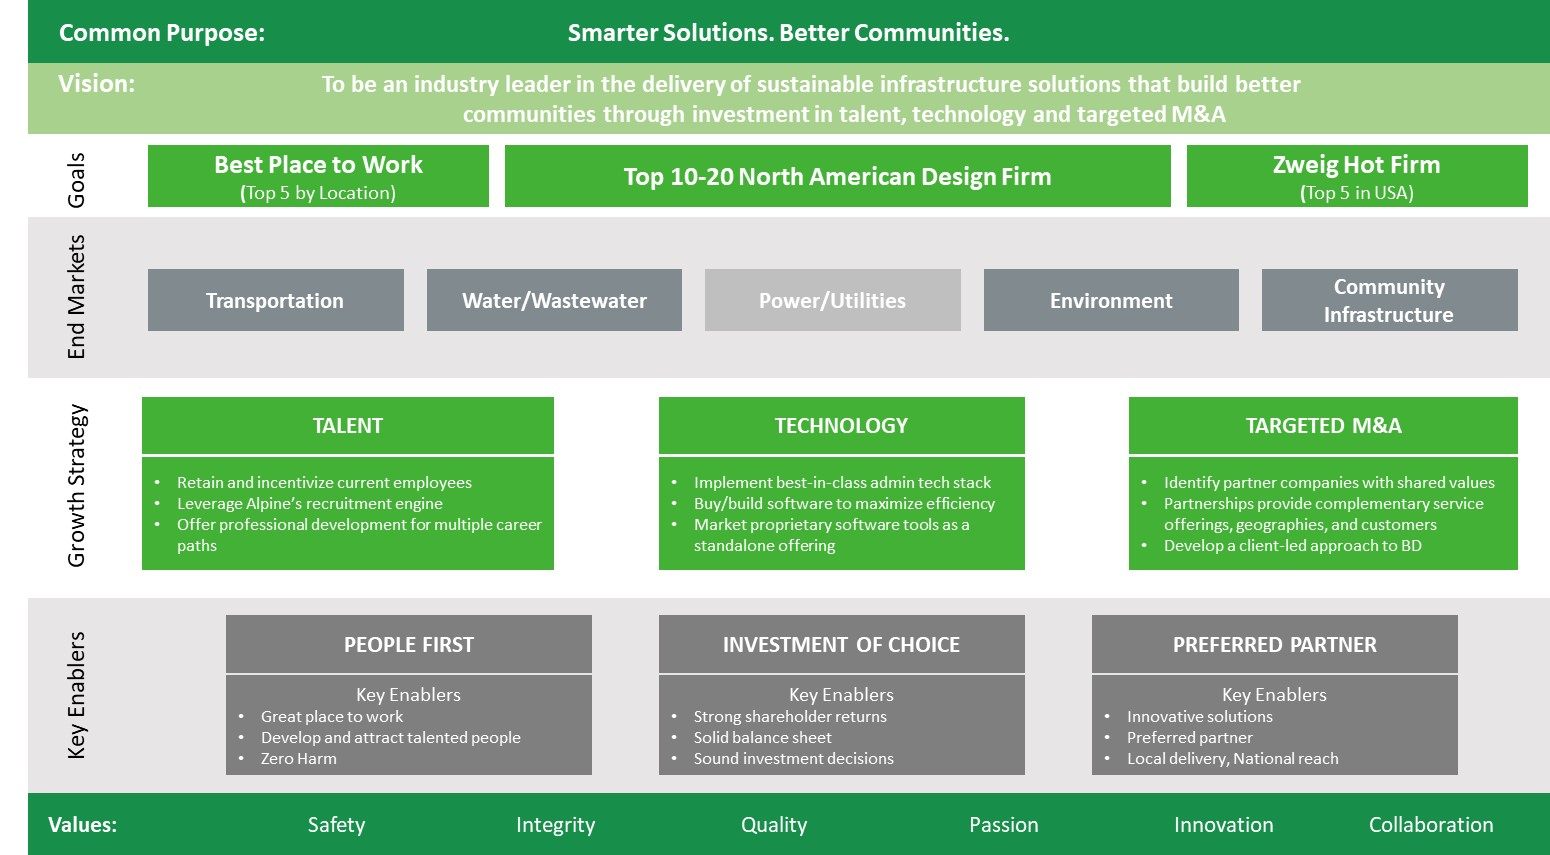 Common Purpose: Smarter Solutions. Better Communities.
Vision: To be an industry leader in the delivery of sustainable infrastructure solutions that build better
communities through investment in talent, technology and targeted M&A
Goals
Best Place to Work
(Top 5 by Location)
Top 10-20 North American Design Firm
Zweig Hot Firm
(Top 5 in USA)
End Markets
Transportation
Water/Wastewater
Power/Utilities
Environment
Community
Infrastructure
Growth Strategy
TALENT
• Retain and incentivize current employees
• Leverage Alpine's recruitment engine
• Offer professional development for multiple career
paths
TECHNOLOGY
• Implement best-in-class admin tech stack
• Buy/build software to maximize efficiency
• Market proprietary software tools as a
standalone offering
TARGETED M&A
• Identify partner companies with shared values
• Partnerships provide complementary service
offerings, geographies, and customers
• Develop a client-led approach to BD
Key Enablers
PEOPLE FIRST
Key Enablers
• Great place to work
• Develop and attract talented people
• Zero Harm
INVESTMENT OF CHOICE
Key Enablers
• Strong shareholder returns
• Solid balance sheet
• Sound investment decisions
PREFERRED PARTNER
Key Enablers
• Innovative solutions
• Preferred partner
• Local delivery, National reach
Values: Safety Integrity Quality Passion Innovation Collaboration